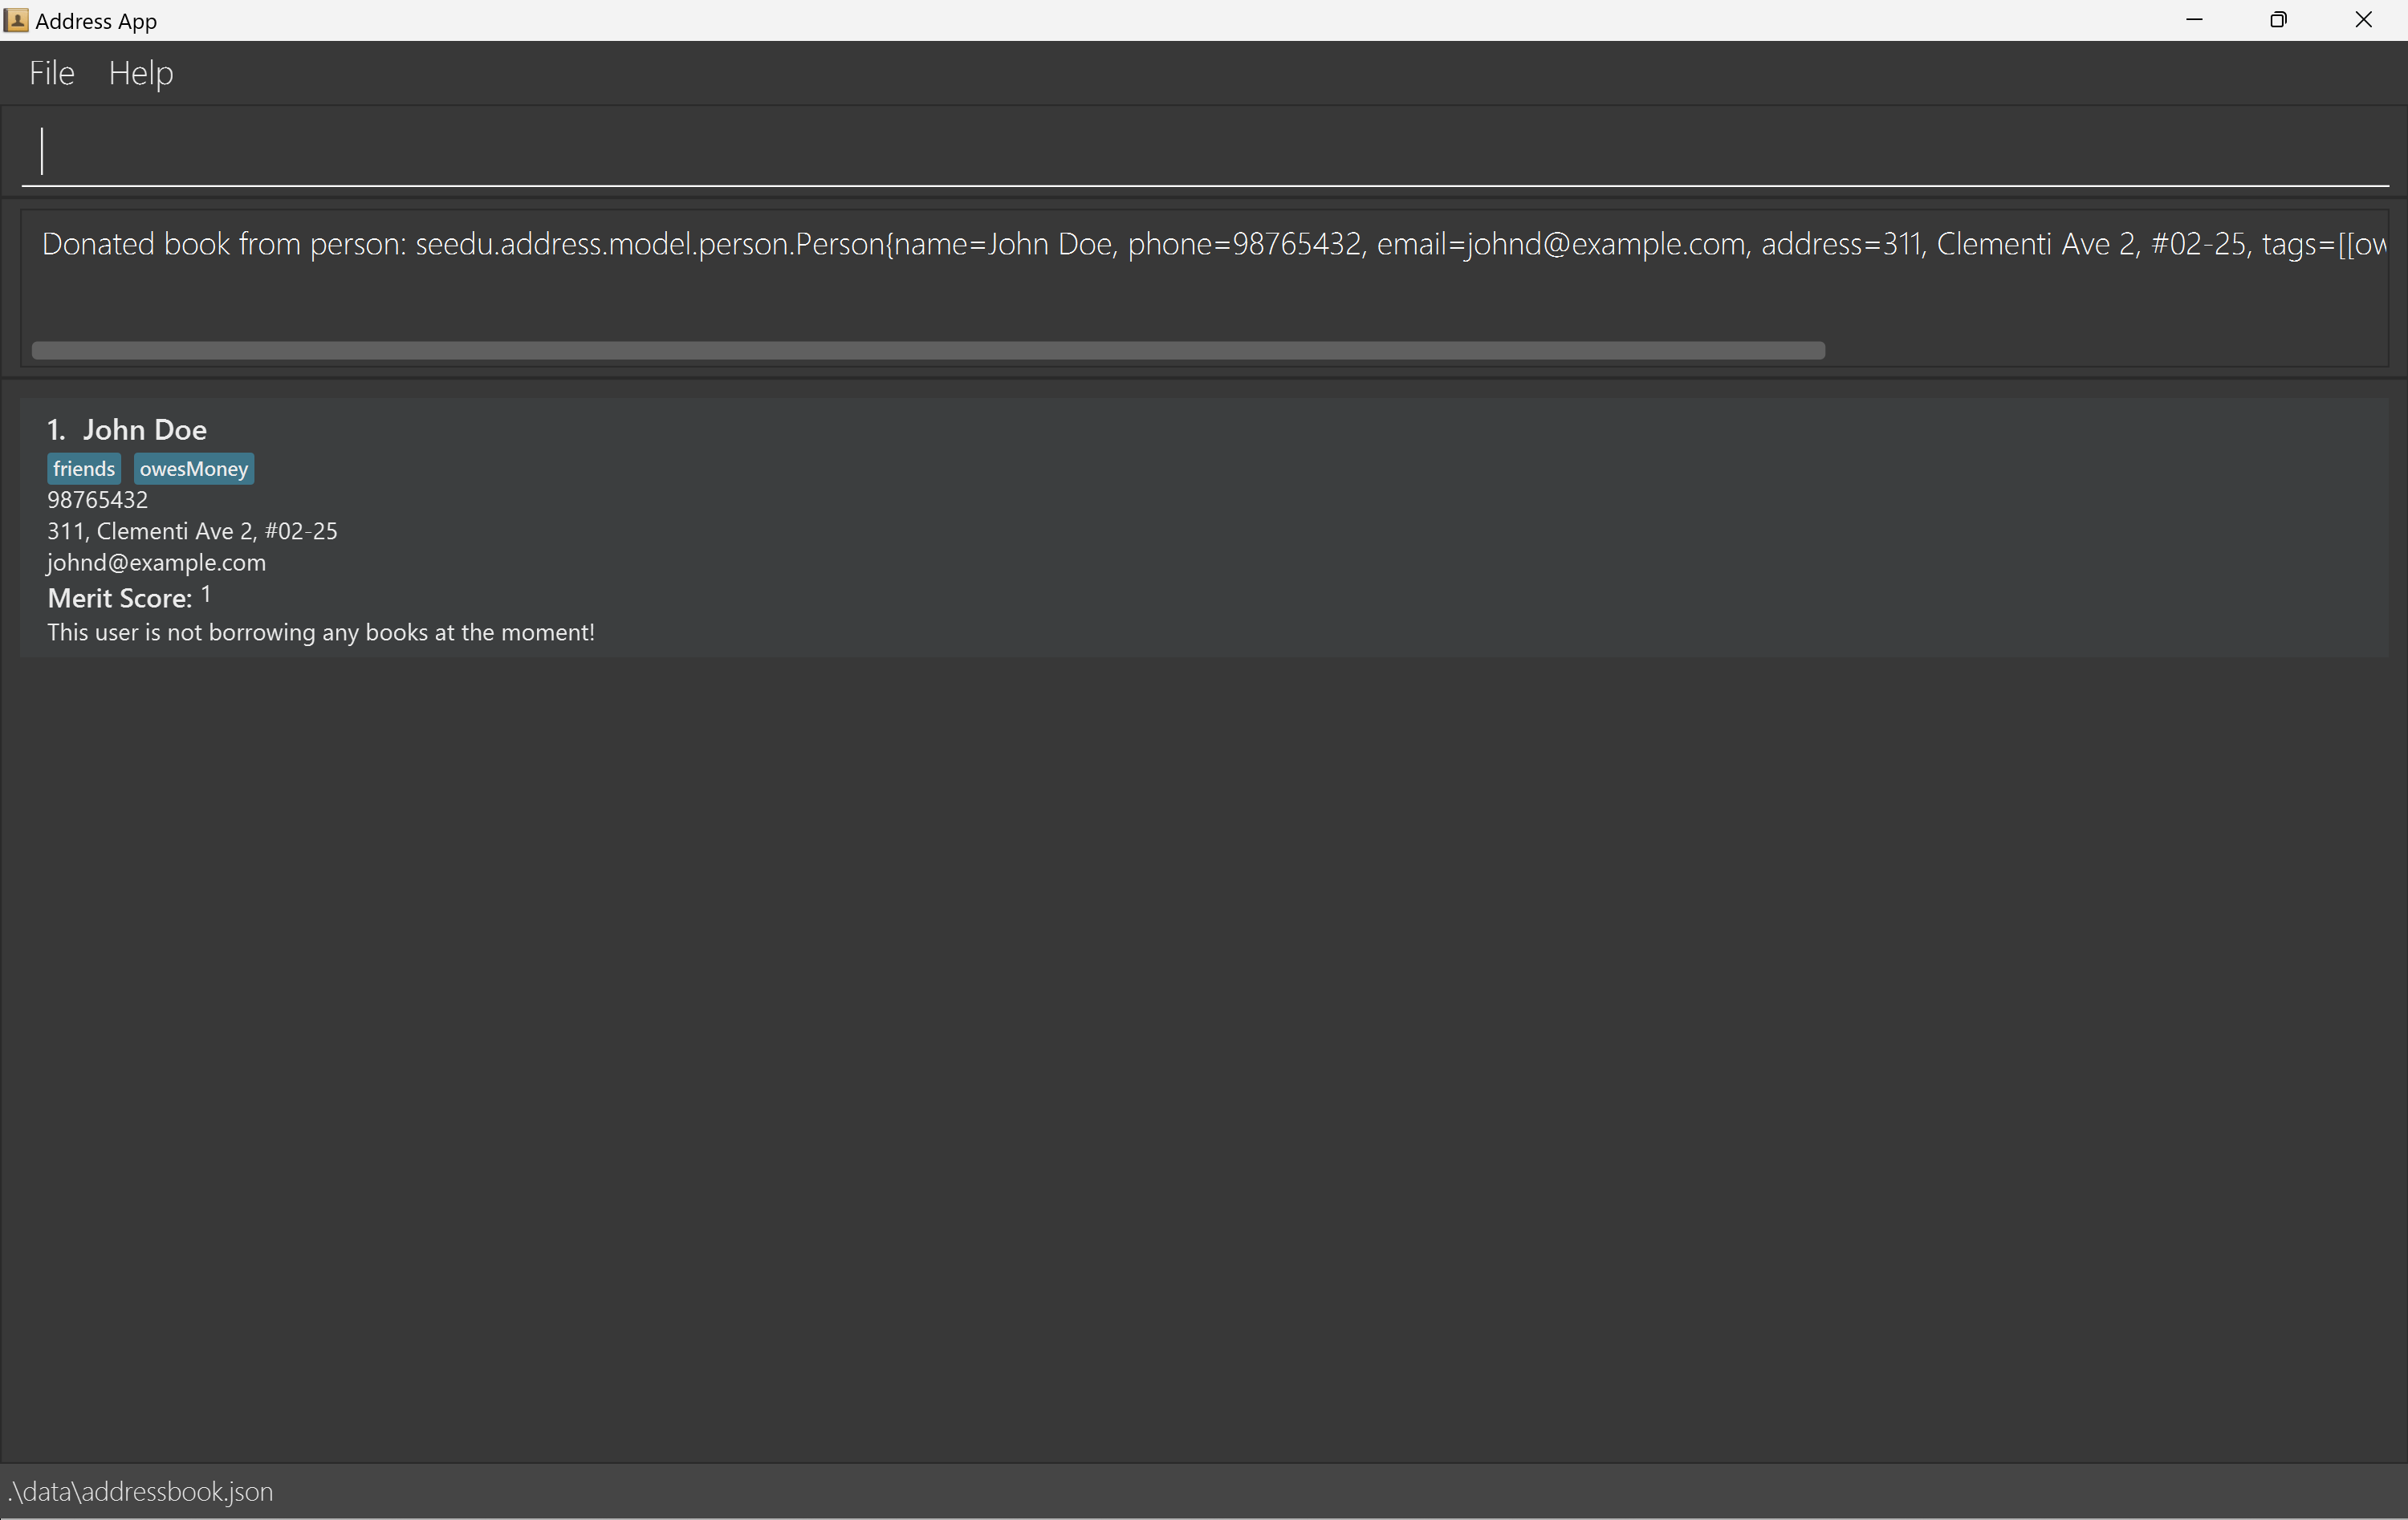 Address App
File Help
Donated book from person: seedu.address.model.person.Person{name=John Doe, phone=98765432, email=johnd@example.com, address=311, Clementi Ave 2, #02-25, tags=[[ow
1. John Doe
friends owesMoney
98765432
311, Clementi Ave 2, #02-25
johnd@example.com
Merit Score: 1
This user is not borrowing any books at the moment!
.\data\addressbook.json